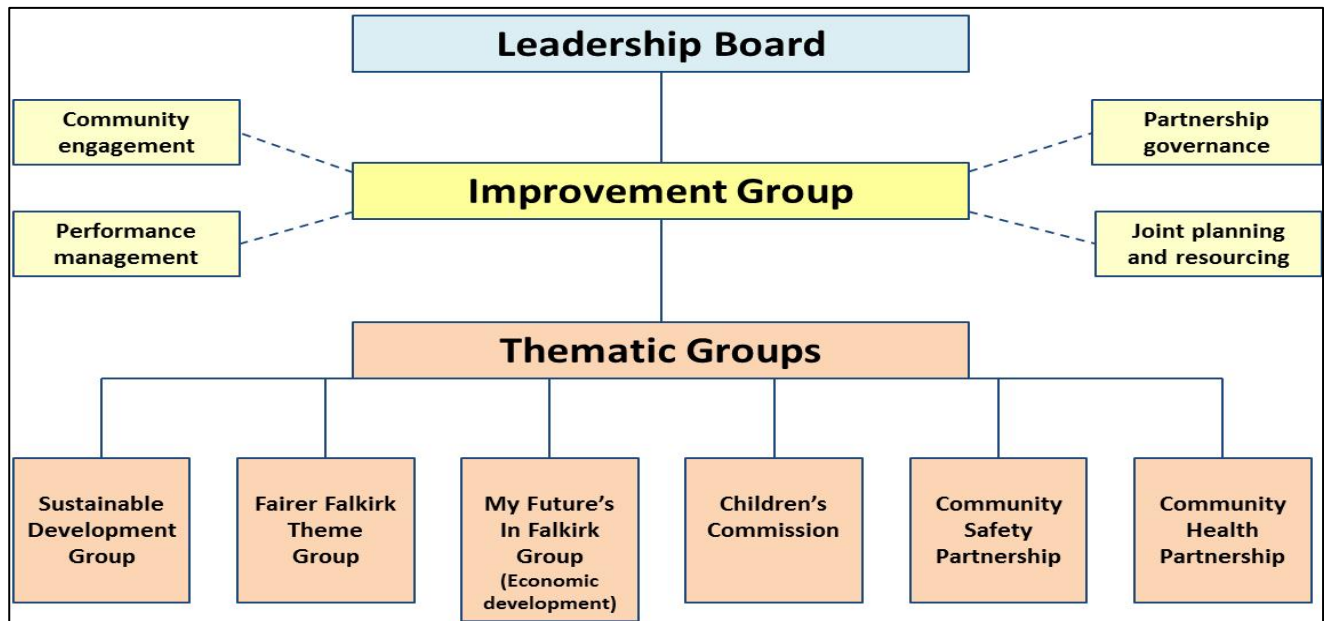 Leadership Board
Community
engagement
Partnership
governance
Improvement Group
Performance
management
Joint planning
and resourcing
Thematic Groups
Sustainable
Development
Group
Fairer Falkirk
Theme
Group
My Future’s
In Falkirk
Group
(Economic
development)
Children’s
Commission
Community
Safety
Partnership
Community
Health
Partnership